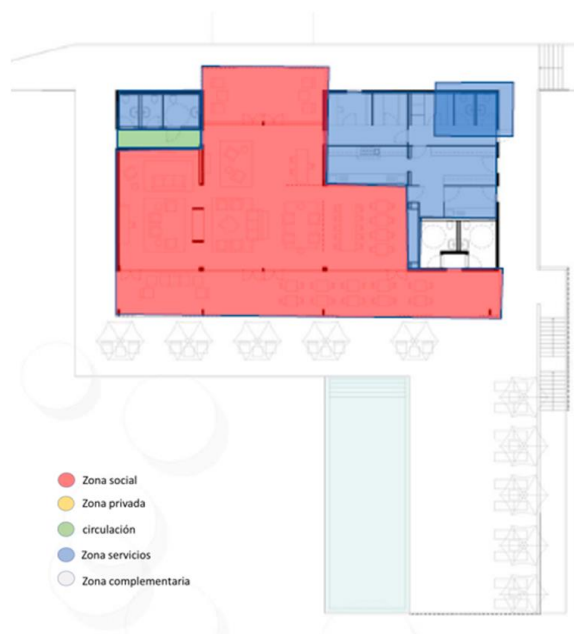 Zona social
Zona privada
circulación
Zona servicios
Zona complementaria